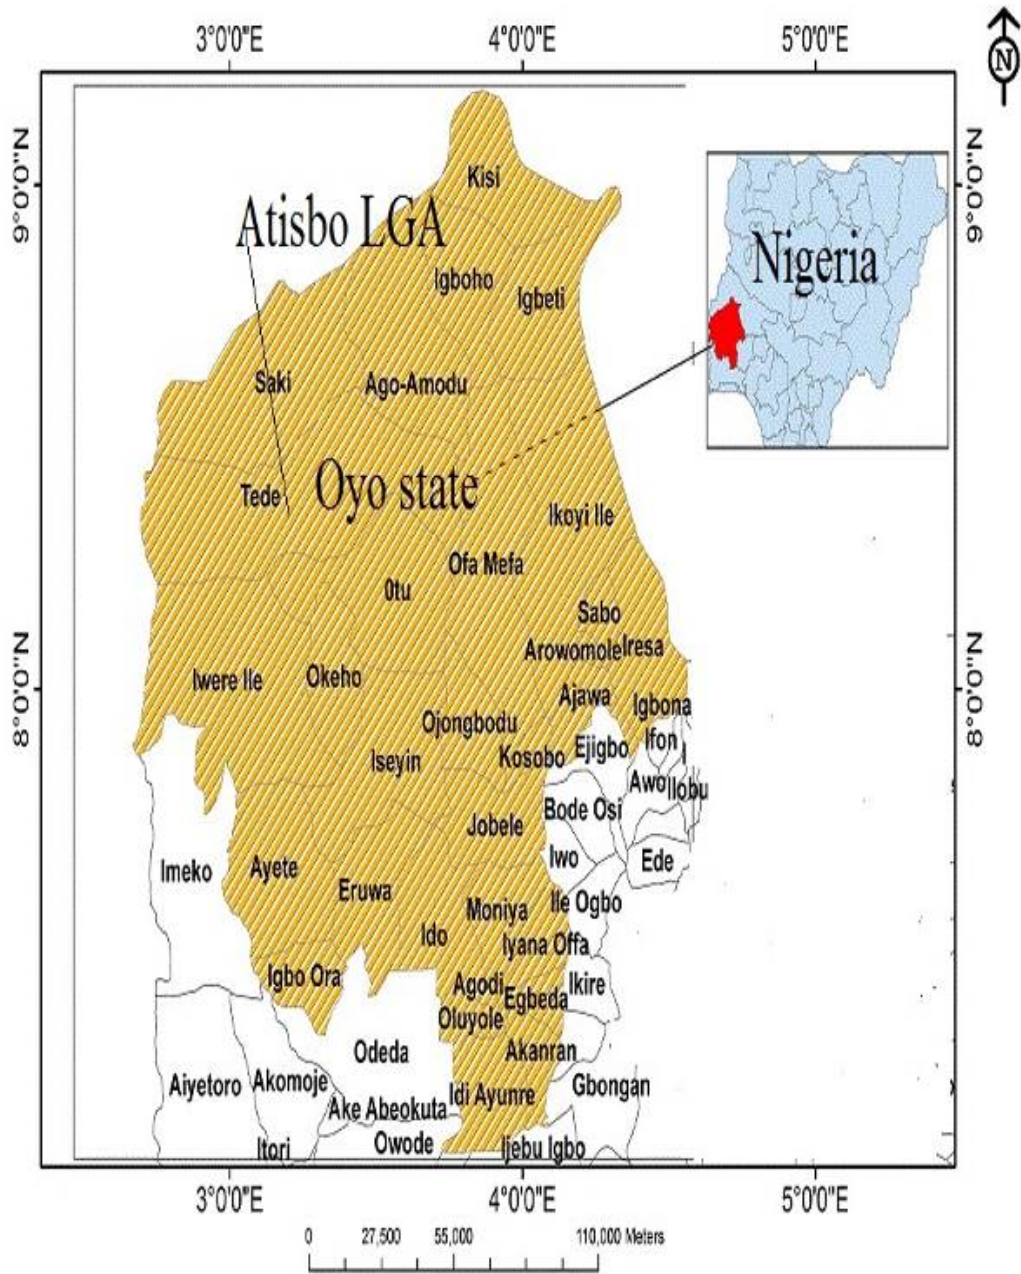 3°0'0"E 4°0'0"E 5°0'0"E
N
9°0'0"N
9°0'0"N
Kisi
Atisbo LGA
Nigeria
Igboho
Igbeti
Saki
Ago-Amodu
Tede
Oyo state
Ikoyi Ile
Ofa Mefa
Otu
Sabo
Arowomole
Iresa
8°0'0"N
8°0'0"N
Iwere Ile
Okeho
Ajawa
Igbona
Ojongbodu
Ejigbo
Ifon
Iseyin
Kosobo
Awo
Ilobu
Bode Osi
Jobele
Iwo
Ede
Imeko
Ayete
Eruwa
Ile Ogbo
Moniya
Ido
Iyana Offa
Igbo Ora
Agodi
Ikire
Egbeda
Oluyole
Odeda
Akanran
Aiyetoro
Akomoje
Gbongan
Idi Ayunre
Ake Abeokuta
Owode
Itori
Ijebu Igbo
3°0'0"E 4°0'0"E 5°0'0"E
0 27,500 55,000 110,000 Meters